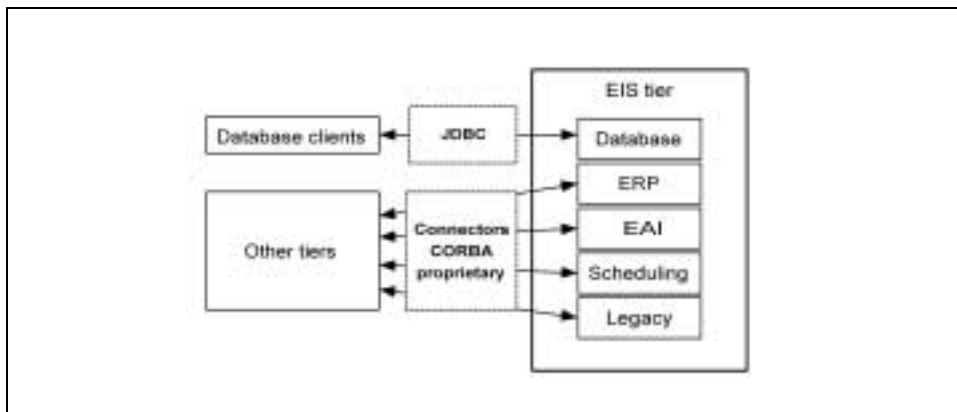 EIS tier
Database clients
JDBC
Database
ERP
Other tiers
Connectors
CORBA
proprietary
EAI
Scheduling
Legacy